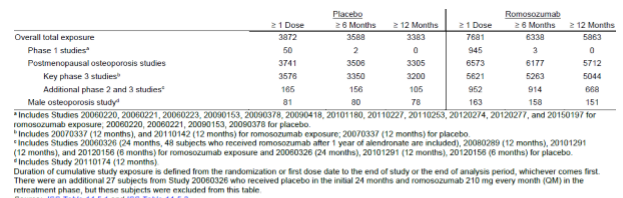 Placebo Romosozumab
≥ 1 Dose ≥ 6 Months ≥ 12 Months ≥ 1 Dose ≥ 6 Months ≥ 12 Months
Overall total exposure 3872 3588 3383 7681 6338 5863
Phase 1 studiesᵃ 50 2 0 945 3 0
Postmenopausal osteoporosis studies 3741 3506 3305 6573 6177 5712
Key phase 3 studiesᵇ 3576 3350 3200 5621 5263 5044
Additional phase 2 and 3 studiesᶜ 165 156 105 952 914 668
Male osteoporosis studyᵈ 81 80 78 163 158 151
ᵃ Includes Studies 20060220, 20060221, 20060223, 20090153, 20090378, 20090418, 20101180, 20110227, 20110253, 20120274, 20120277, and 20150197 for
romosozumab exposure; 20060220, 20060221, 20090153, 20090378 for placebo.
ᵇ Includes 20070337 (12 months), and 20110142 (12 months) for romosozumab exposure; 20070337 (12 months) for placebo.
ᶜ Includes Studies 20060326 (24 months, 48 subjects who received romosozumab after 1 year of alendronate are included), 20080289 (12 months), 20101291
(12 months), and 20120156 (6 months) for romosozumab exposure and 20060326 (24 months), 20101291 (12 months), 20120156 (6 months) for placebo.
ᵈ Includes Study 20110174 (12 months).
Duration of cumulative study exposure is defined from the randomization or first dose date to the end of study or the end of analysis period, whichever comes first.
There were an additional 27 subjects from Study 20060326 who received placebo in the initial 24 months and romosozumab 210 mg every month (QM) in the
retreatment phase, but these subjects were excluded from this table.